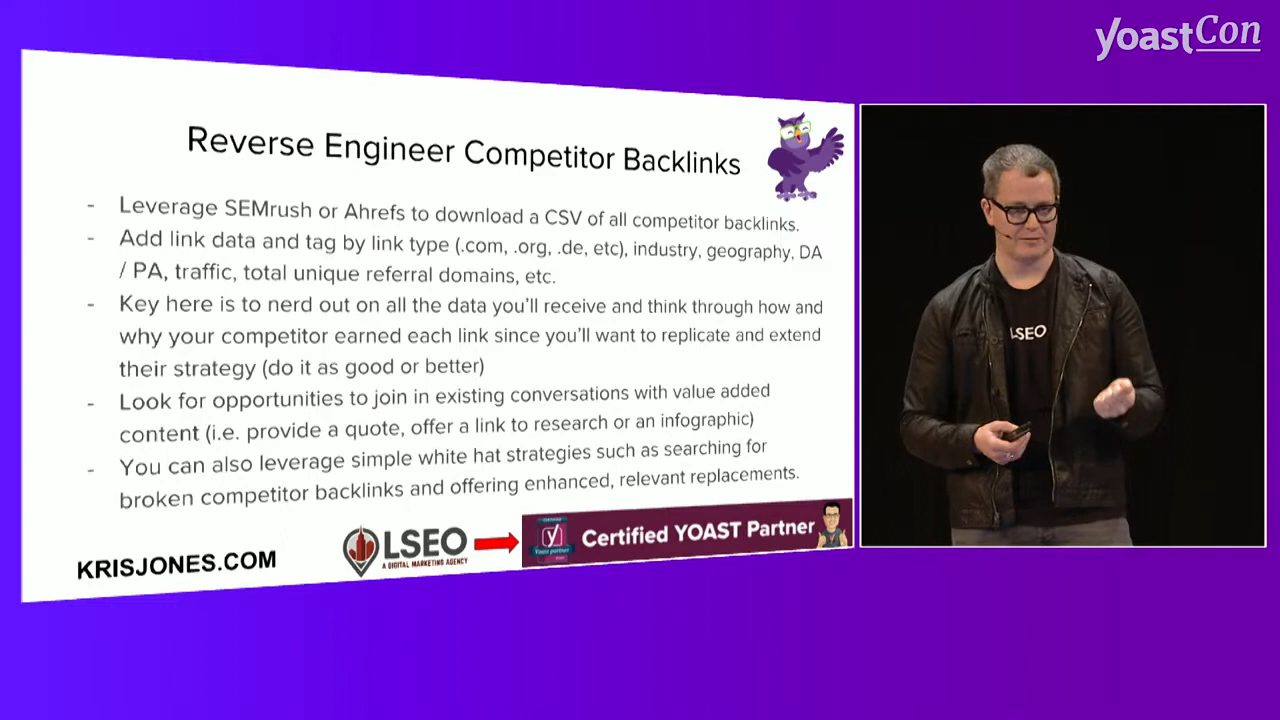 yoastCon
Reverse Engineer Competitor Backlinks
- Leverage SEMrush or Ahrefs to download a CSV of all competitor backlinks.
- Add link data and tag by link type (.com, .org, .de, etc), industry, geography, DA
/ PA, traffic, total unique referral domains, etc.
- Key here is to nerd out on all the data you'll receive and think through how and
why your competitor earned each link since you'll want to replicate and extend
their strategy (do it as good or better)
- Look for opportunities to join in existing conversations with value added
content (i.e. provide a quote, offer a link to research or an infographic)
- You can also leverage simple white hat strategies such as searching for
broken competitor backlinks and offering enhanced, relevant replacements.
KRISJONES.COM
LSEO
A DIGITAL MARKETING AGENCY
y
Yoast partner
Certified YOAST Partner
LSEO